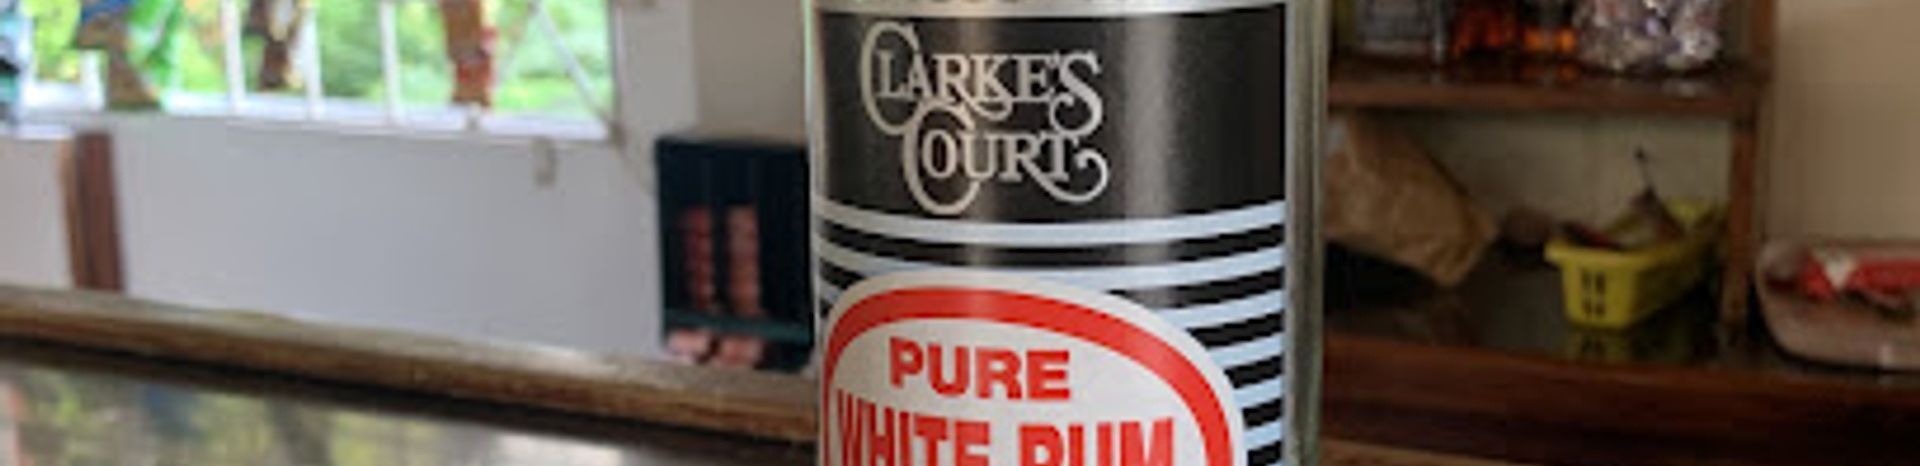 CLARKE'S
COURT
PURE
WHITE RUM